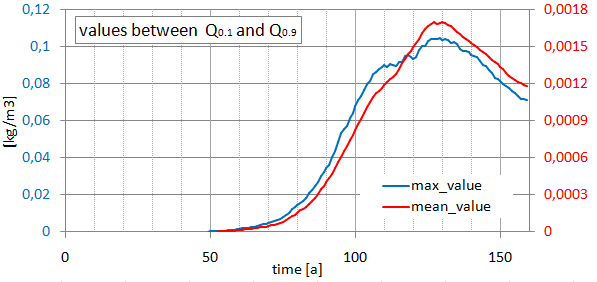 values between Q0.1 and Q0.9
[kg/m3]
0,12
0,1
0,08
0,06
0,04
0,02
0
0,0018
0,0015
0,0012
0,0009
0,0006
0,0003
0
max_value
mean_value
0 50 100 150
time [a]